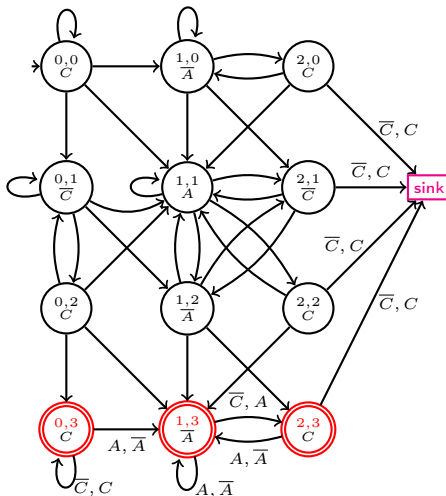 0,0
C
1,0
A̅
2,0
C
C̅, C
0,1
C̅
1,1
A
2,1
C̅
C̅, C
sink
0,2
C
1,2
A̅
2,2
C
C̅, C
C̅, C
0,3
C
A, A̅
1,3
A̅
C̅, A
A, A̅
2,3
C
C̅, C
A, A̅